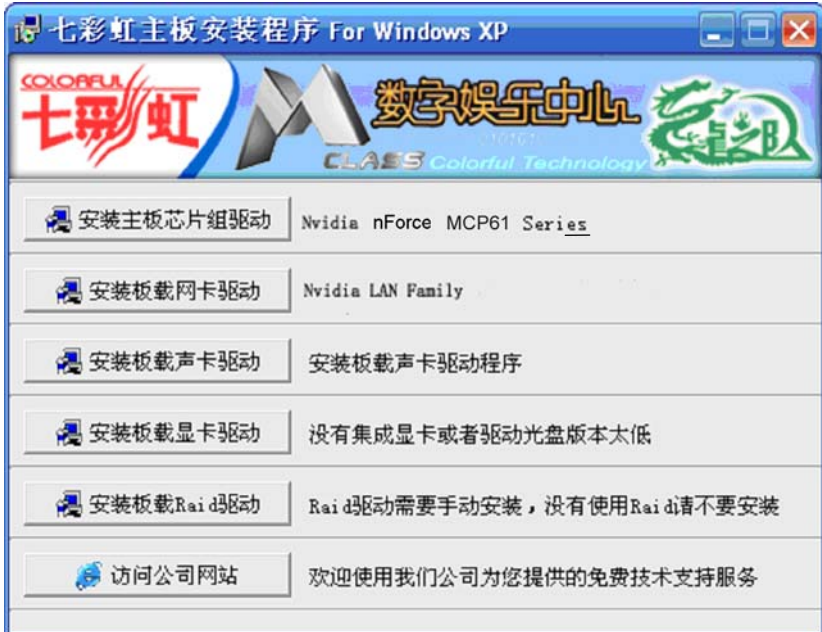 七彩虹主板安装程序 For Windows XP
COLORFUL
七彩虹
数字娱乐中心
CLASS Colorful Technology
之队
安装主板芯片组驱动 Nvidia nForce MCP61 Series
安装板载网卡驱动 Nvidia LAN Family
安装板载声卡驱动 安装板载声卡驱动程序
安装板载显卡驱动 没有集成显卡或者驱动光盘版本太低
安装板载Raid驱动 Raid驱动需要手动安装，没有使用Raid请不要安装
访问公司网站 欢迎使用我们公司为您提供的免费技术支持服务